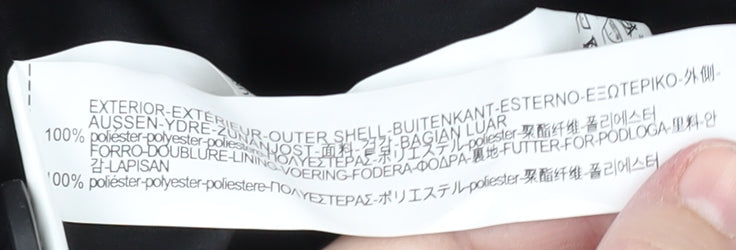 EXTERIOR-EXTÉRIEUR-OUTER SHELL-BUITENKANT-ESTERNO-ΕΞΩΤΕΡΙΚΟ-外側-
AUSSEN-YDRE-ZUNANJOST-面料-겉감-BAGIAN LUAR
100% poliéster-polyester-poliestere-ΠΟΛΥΕΣΤΕΡΑΣ-ポリエステル-poliester-聚酯纤维-폴리에스터
FORRO-DOUBLURE-LINING-VOERING-FODERA-ΦΟΔΡΑ-裏地-FUTTER-FOR-PODLOGA-里料-안
감-LAPISAN
100% poliéster-polyester-poliestere-ΠΟΛΥΕΣΤΕΡΑΣ-ポリエステル-poliester-聚酯纤维-폴리에스터